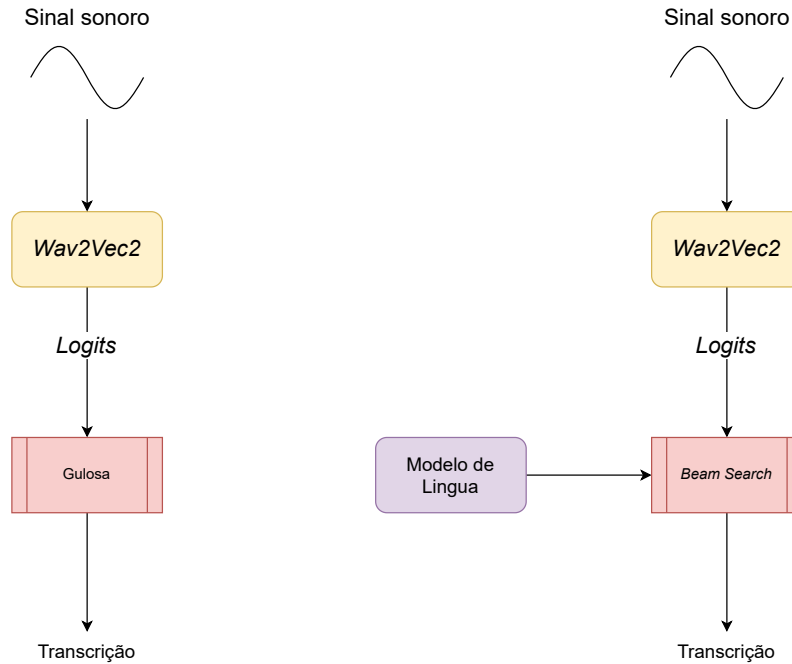 Sinal sonoro
Wav2Vec2
Logits
Gulosa
Transcrição
Sinal sonoro
Wav2Vec2
Logits
Modelo de
Lingua
Beam Search
Transcrição